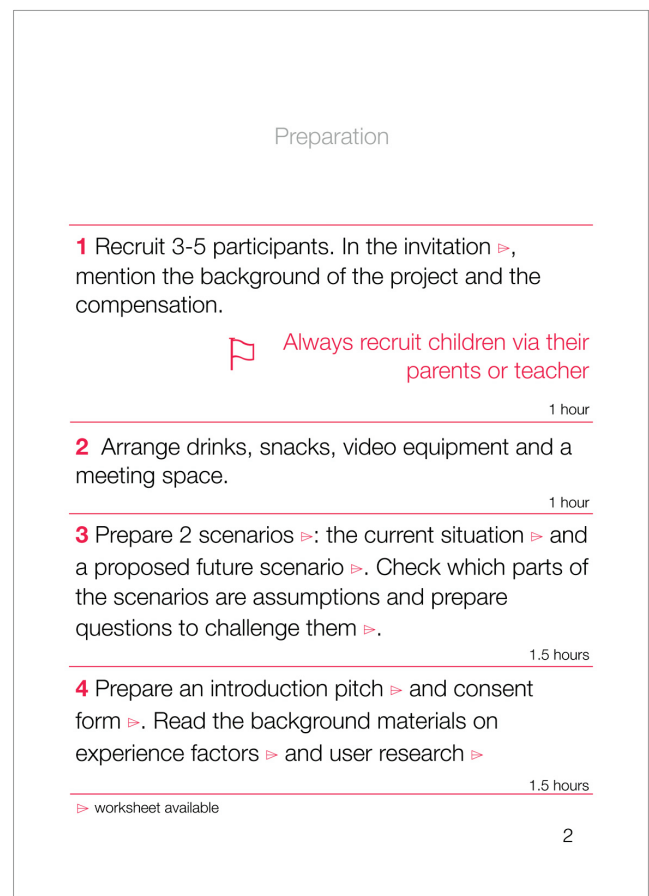 Preparation
1 Recruit 3-5 participants. In the invitation ⌲,
mention the background of the project and the
compensation.
Always recruit children via their
parents or teacher
1 hour
2 Arrange drinks, snacks, video equipment and a
meeting space.
1 hour
3 Prepare 2 scenarios ⌲: the current situation ⌲ and
a proposed future scenario ⌲. Check which parts of
the scenarios are assumptions and prepare
questions to challenge them ⌲.
1.5 hours
4 Prepare an introduction pitch ⌲ and consent
form ⌲. Read the background materials on
experience factors ⌲ and user research ⌲
1.5 hours
⌲ worksheet available
2